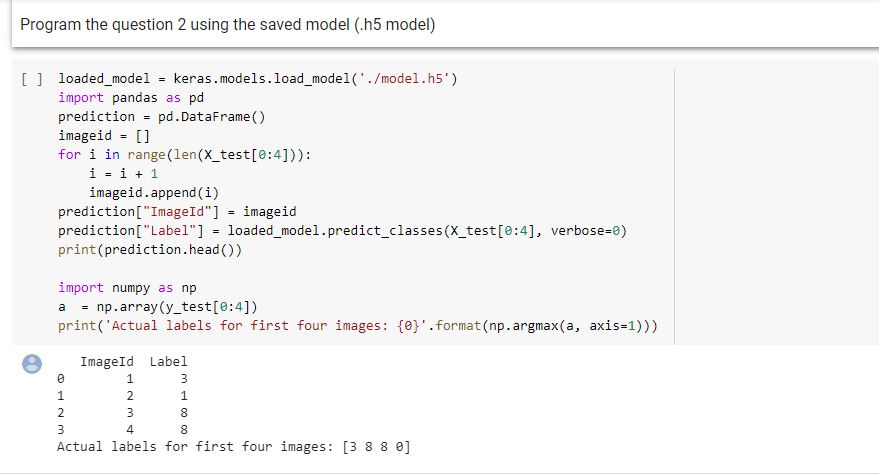 Program the question 2 using the saved model (.h5 model)
[ ] loaded_model = keras.models.load_model('./model.h5')
import pandas as pd
prediction = pd.DataFrame()
imageid = []
for i in range(len(X_test[0:4])):
    i = i + 1
    imageid.append(i)
prediction["ImageId"] = imageid
prediction["Label"] = loaded_model.predict_classes(X_test[0:4], verbose=0)
print(prediction.head())

import numpy as np
a  = np.array(y_test[0:4])
print('Actual labels for first four images: {0}'.format(np.argmax(a, axis=1)))
   ImageId  Label
0        1      3
1        2      1
2        3      8
3        4      8
Actual labels for first four images: [3 8 8 0]